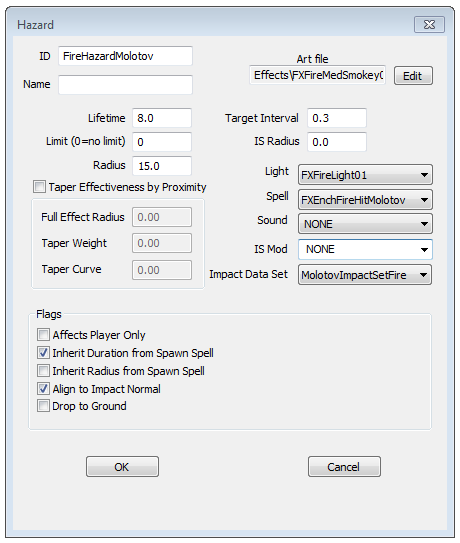 Hazard
ID FireHazardMolotov
Art file
Effects\FXFireMedSmokey0 Edit
Name
Lifetime 8.0 Target Interval 0.3
Limit (0=no limit) 0 IS Radius 0.0
Radius 15.0 Light FXFireLight01
Taper Effectiveness by Proximity Spell FXEnchFireHitMolotov
Full Effect Radius 0.00 Sound NONE
Taper Weight 0.00 IS Mod NONE
Taper Curve 0.00 Impact Data Set MolotovImpactSetFire
Flags
Affects Player Only
Inherit Duration from Spawn Spell
Inherit Radius from Spawn Spell
Align to Impact Normal
Drop to Ground
OK Cancel